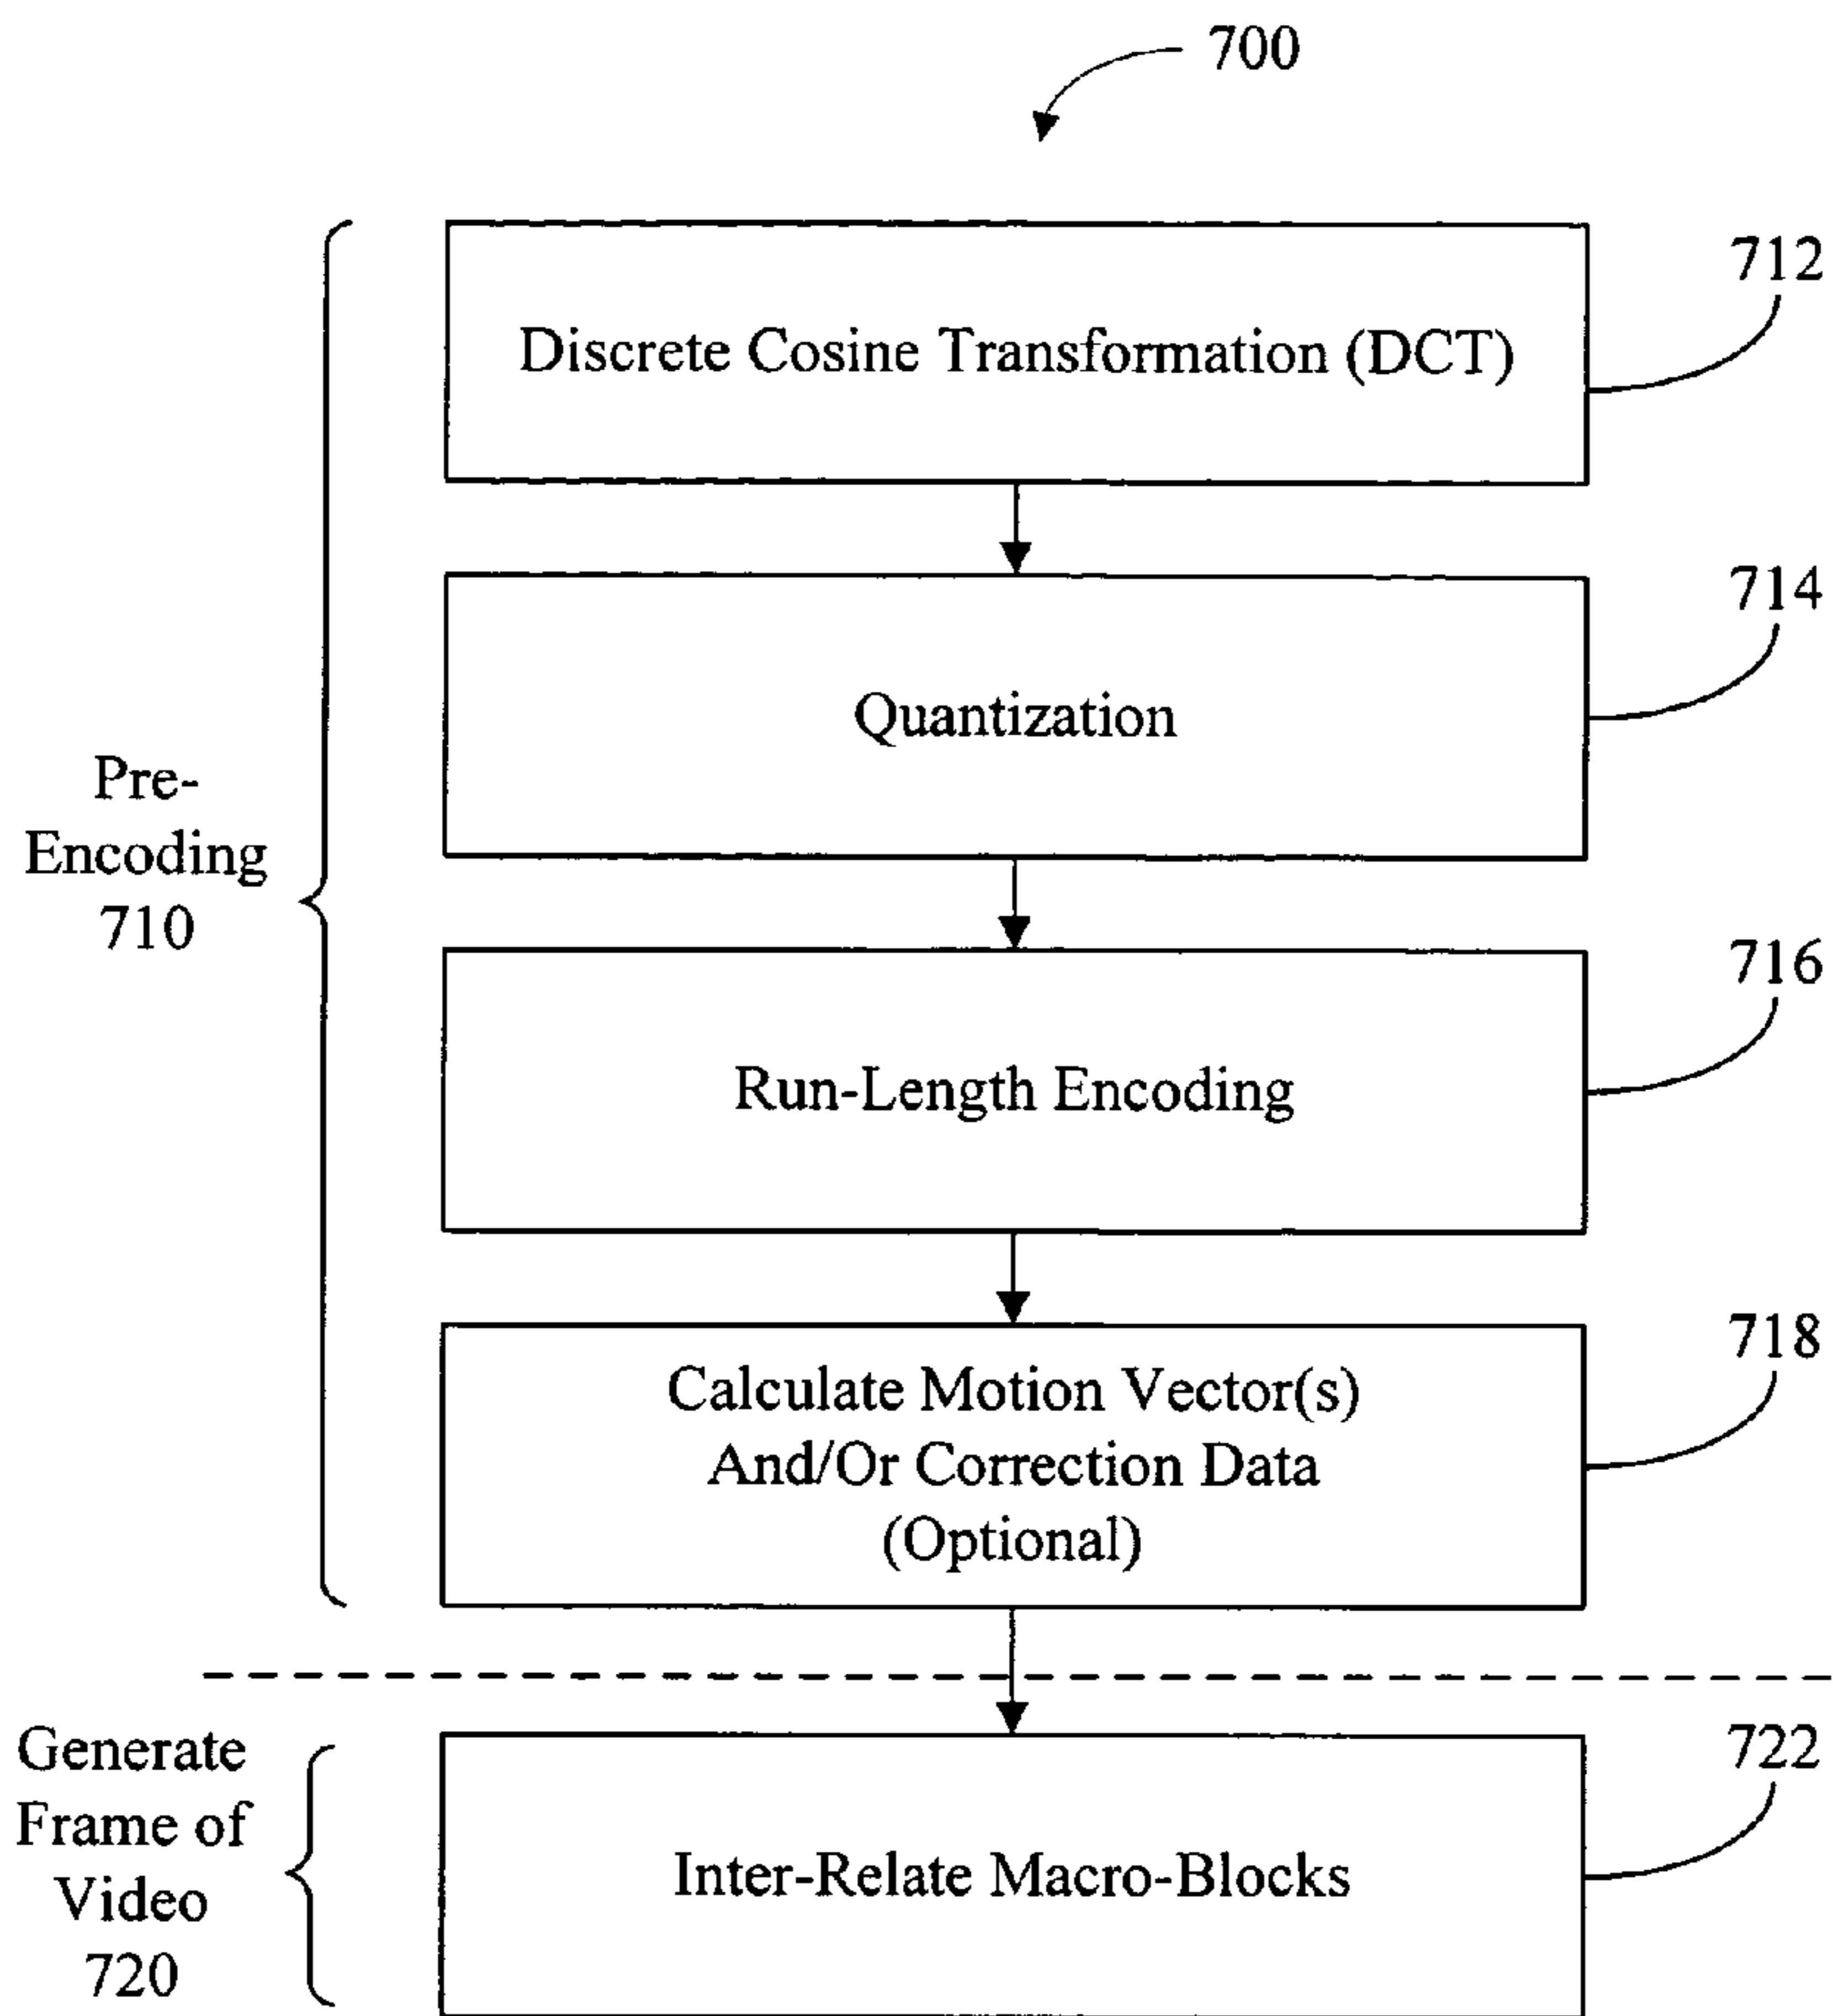 700
Discrete Cosine Transformation (DCT)
712
Quantization
714
Pre-
Encoding
710
Run-Length Encoding
716
Calculate Motion Vector(s)
And/Or Correction Data
(Optional)
718
Generate
Frame of
Video
720
Inter-Relate Macro-Blocks
722